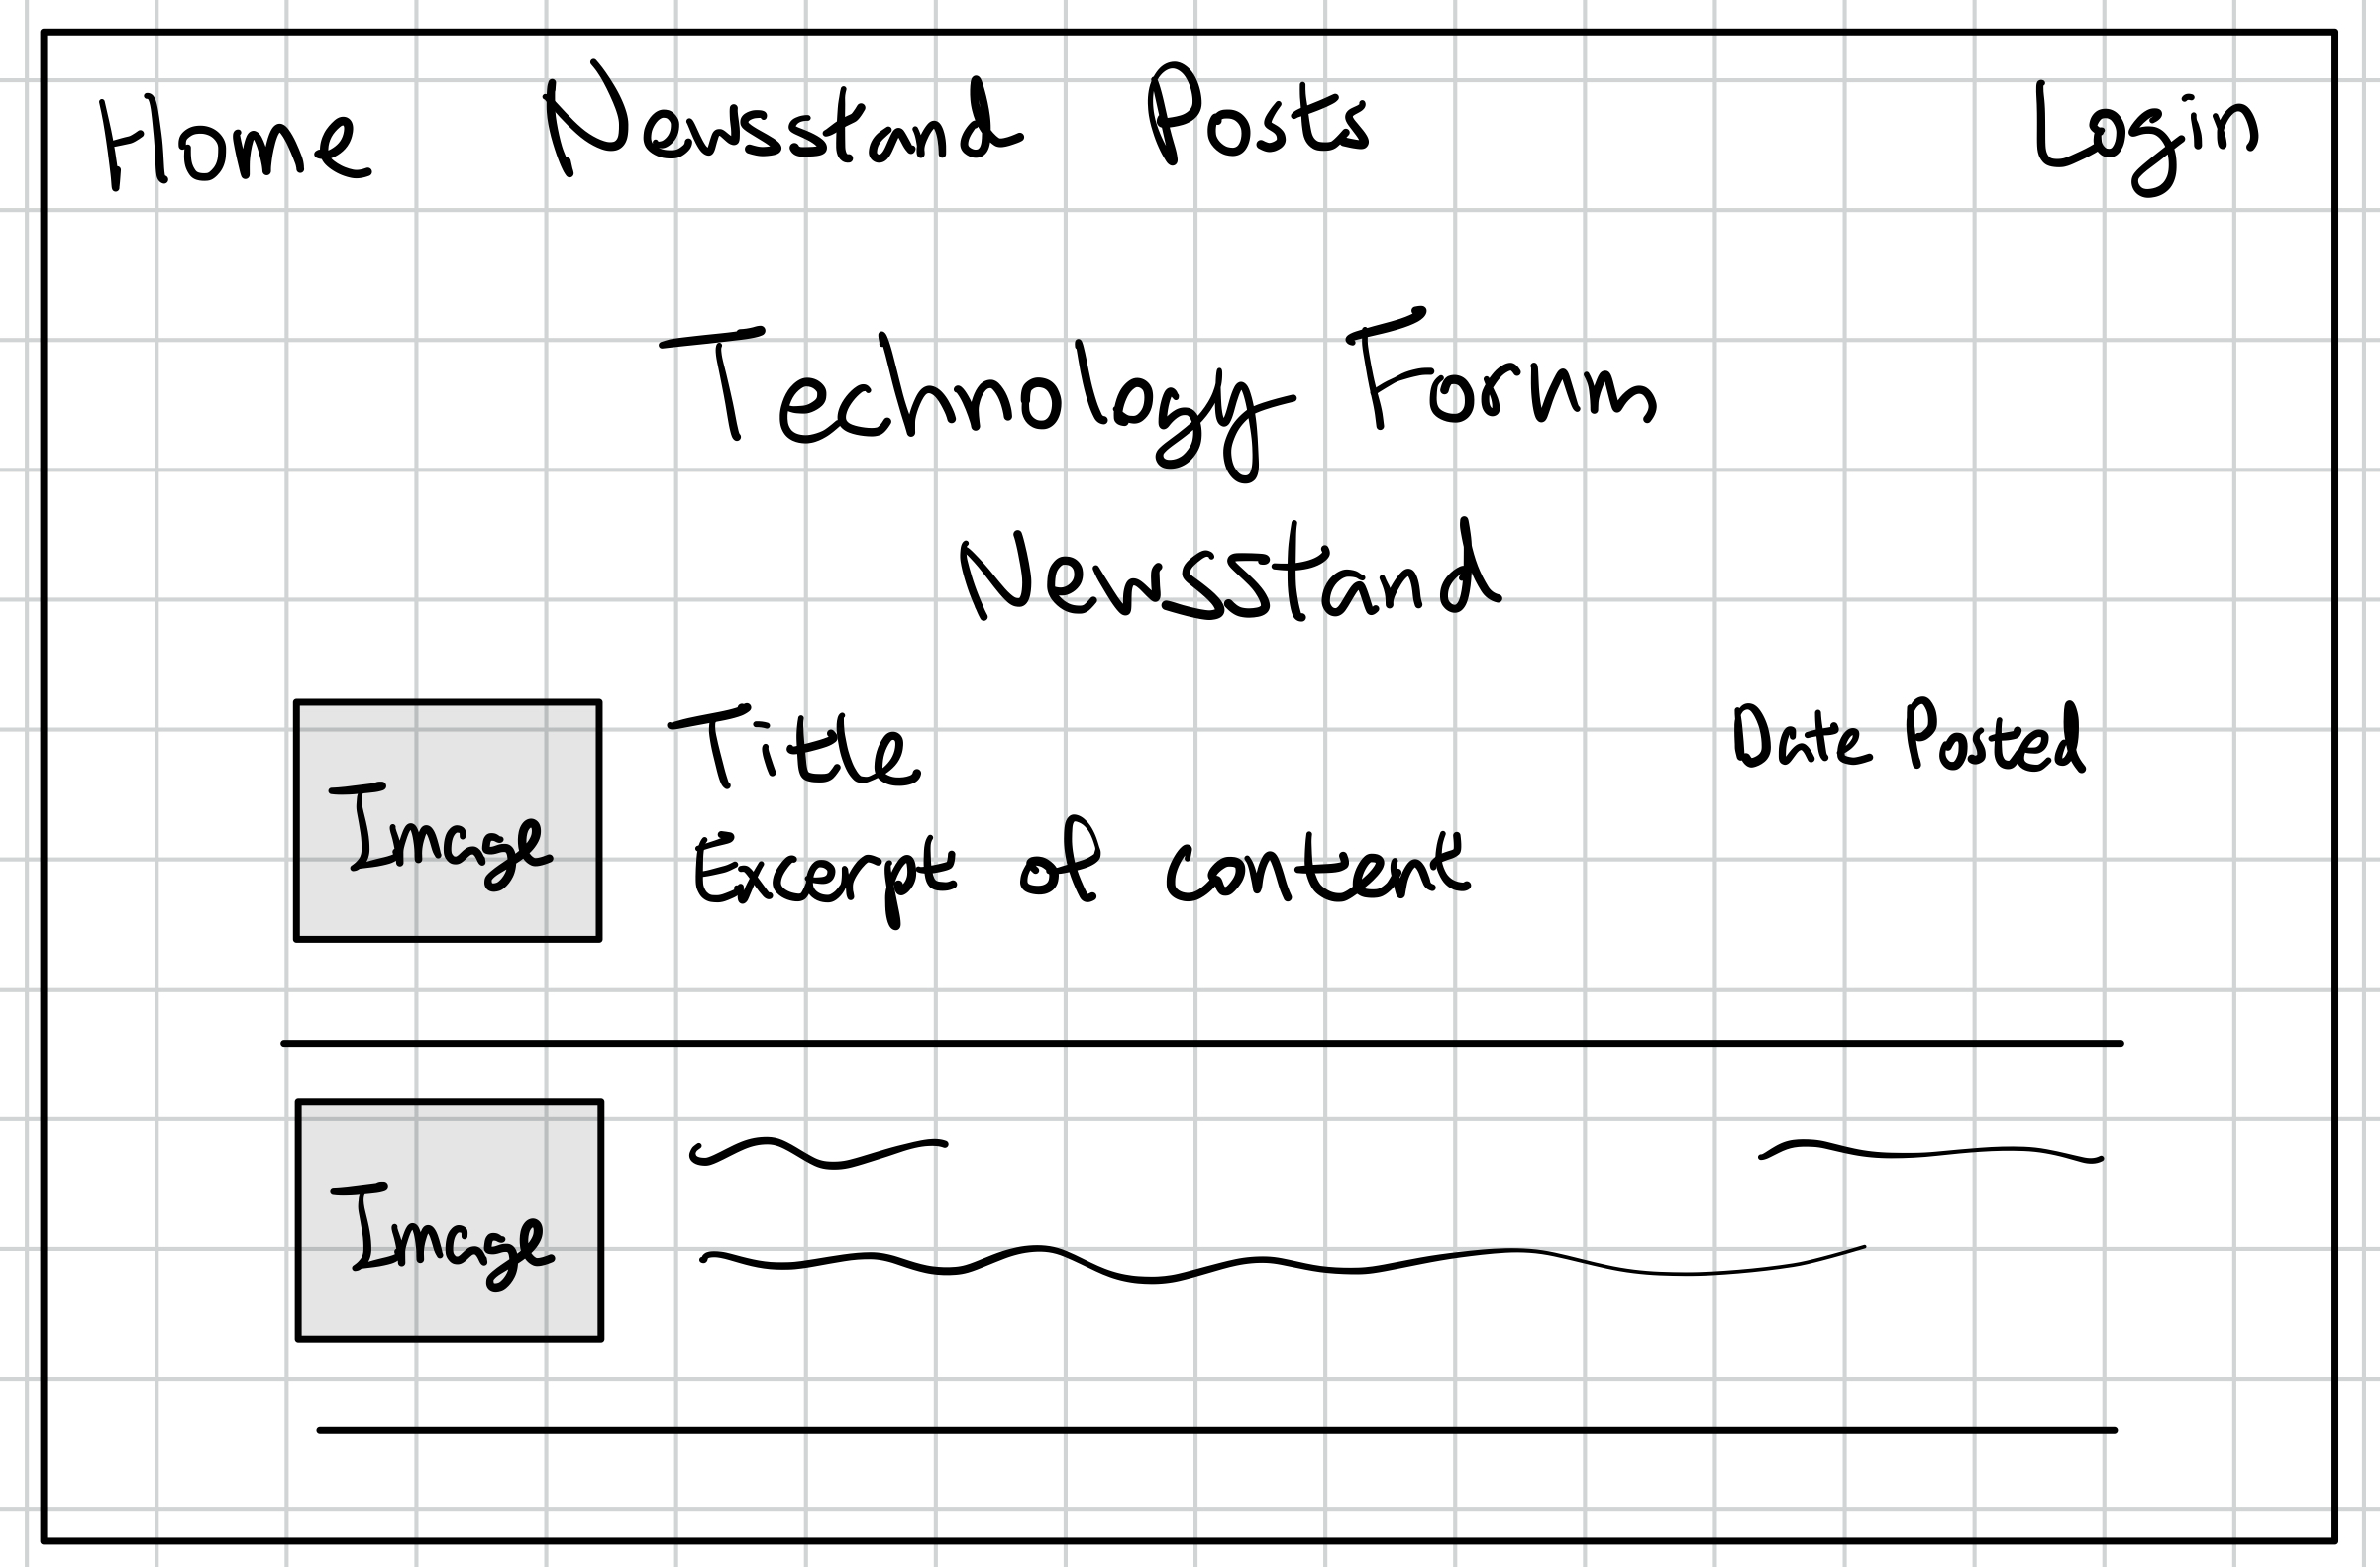 Home Newsstand Posts Login
Technology Forum
Newsstand
Title Date Posted
Image
Excerpt of content
Image